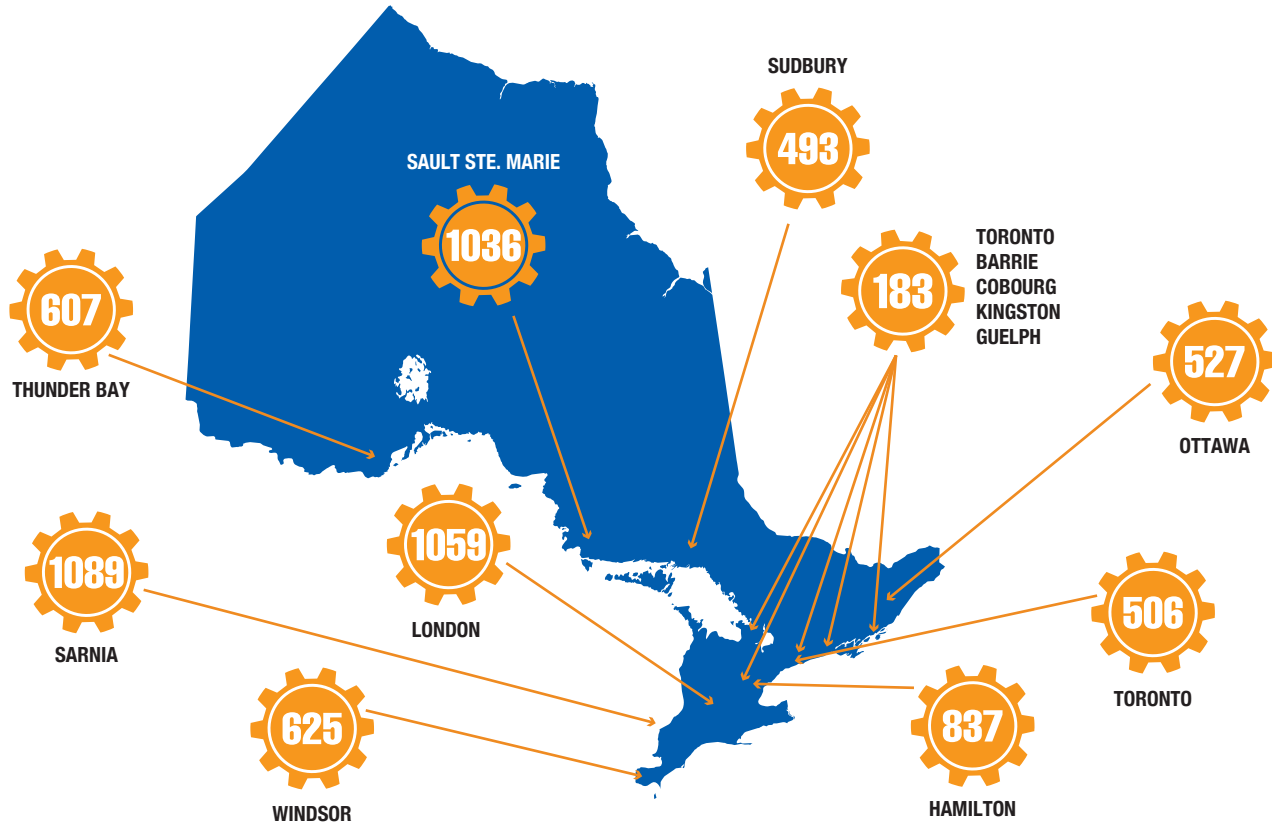 SUDBURY
493
SAULT STE. MARIE
1036
183
TORONTO
BARRIE
COBOURG
KINGSTON
GUELPH
607
THUNDER BAY
527
OTTAWA
1059
LONDON
1089
SARNIA
506
TORONTO
625
WINDSOR
837
HAMILTON